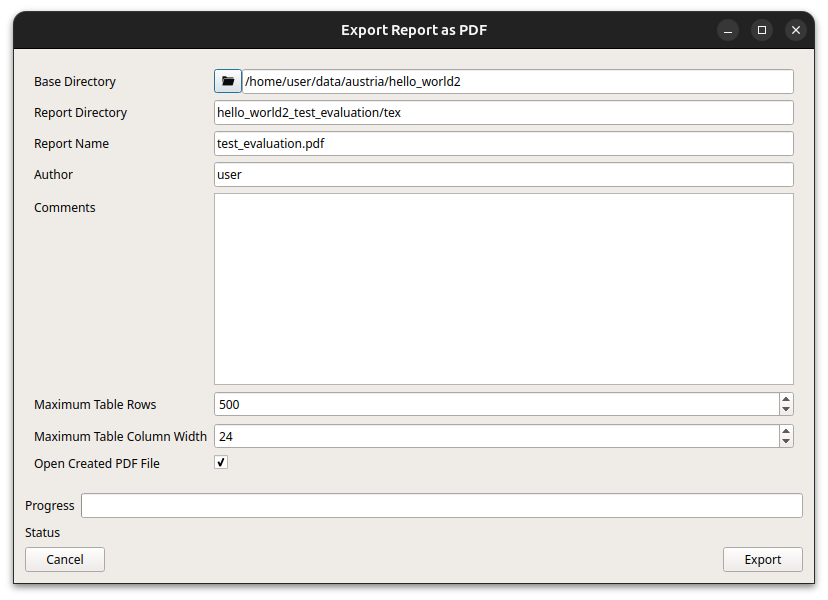 Export Report as PDF
Base Directory /home/user/data/austria/hello_world2
Report Directory hello_world2_test_evaluation/tex
Report Name test_evaluation.pdf
Author user
Comments
Maximum Table Rows 500
Maximum Table Column Width 24
Open Created PDF File
Progress
Status
Cancel Export